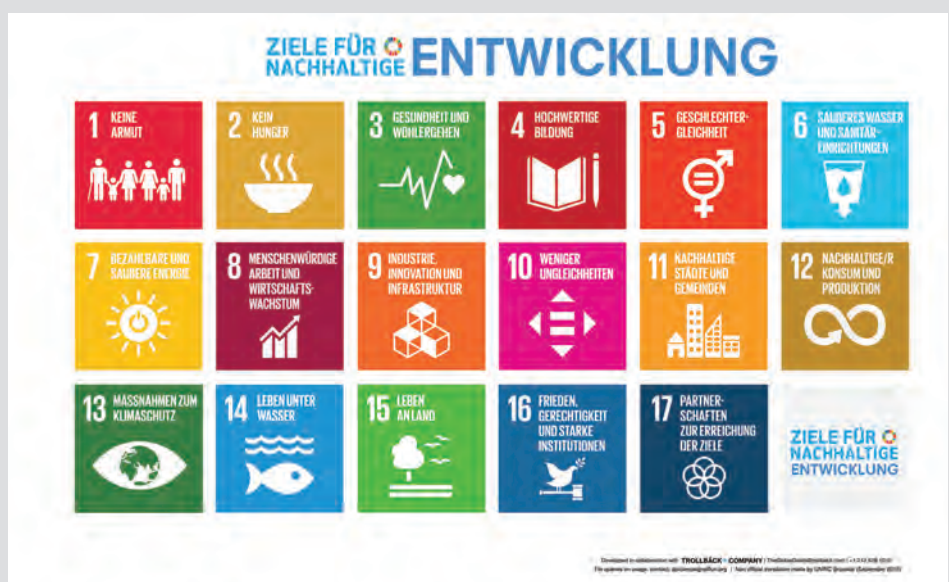 ZIELE FÜR
NACHHALTIGE
ENTWICKLUNG
1 KEINE
ARMUT
2 KEIN
HUNGER
3 GESUNDHEIT UND
WOHLERGEHEN
4 HOCHWERTIGE
BILDUNG
5 GESCHLECHTER-
GLEICHHEIT
6 SAUBERES WASSER
UND SANITÄR-
EINRICHTUNGEN
7 BEZAHLBARE UND
SAUBERE ENERGIE
8 MENSCHENWÜRDIGE
ARBEIT UND
WIRTSCHAFTS-
WACHSTUM
9 INDUSTRIE,
INNOVATION UND
INFRASTRUKTUR
10 WENIGER
UNGLEICHHEITEN
11 NACHHALTIGE
STÄDTE UND
GEMEINDEN
12 NACHHALTIGE/R
KONSUM UND
PRODUKTION
13 MASSNAHMEN ZUM
KLIMASCHUTZ
14 LEBEN UNTER
WASSER
15 LEBEN
AN LAND
16 FRIEDEN,
GERECHTIGKEIT
UND STARKE
INSTITUTIONEN
17 PARTNER-
SCHAFTEN
ZUR ERREICHUNG
DER ZIELE
ZIELE FÜR
NACHHALTIGE
ENTWICKLUNG
Developed in collaboration with TROLLBÄCK + COMPANY